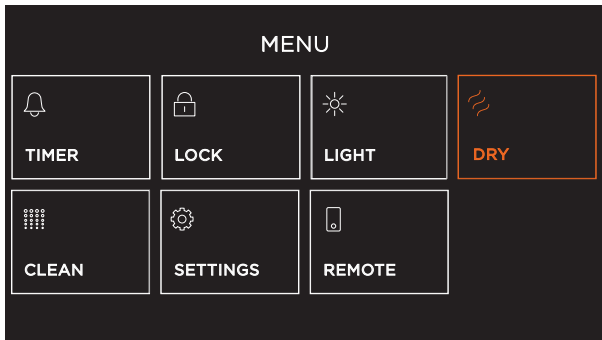 MENU
TIMER
LOCK
LIGHT
DRY
CLEAN
SETTINGS
REMOTE